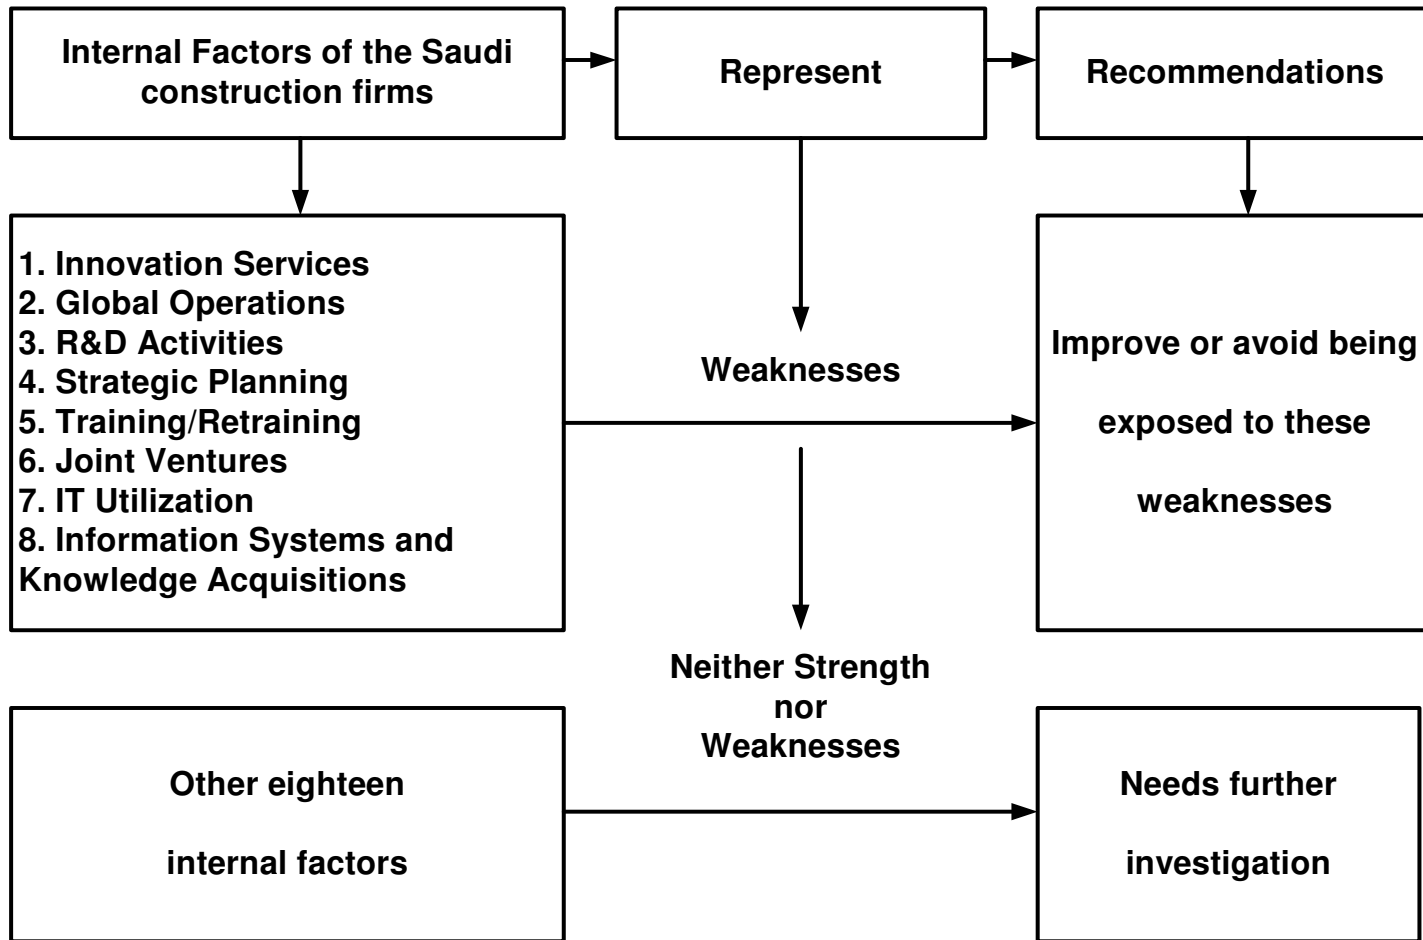 Internal Factors of the Saudi
construction firms
Represent
Recommendations
1. Innovation Services
2. Global Operations
3. R&D Activities
4. Strategic Planning
5. Training/Retraining
6. Joint Ventures
7. IT Utilization
8. Information Systems and
Knowledge Acquisitions
Weaknesses
Improve or avoid being
exposed to these
weaknesses
Neither Strength
nor
Weaknesses
Other eighteen
internal factors
Needs further
investigation